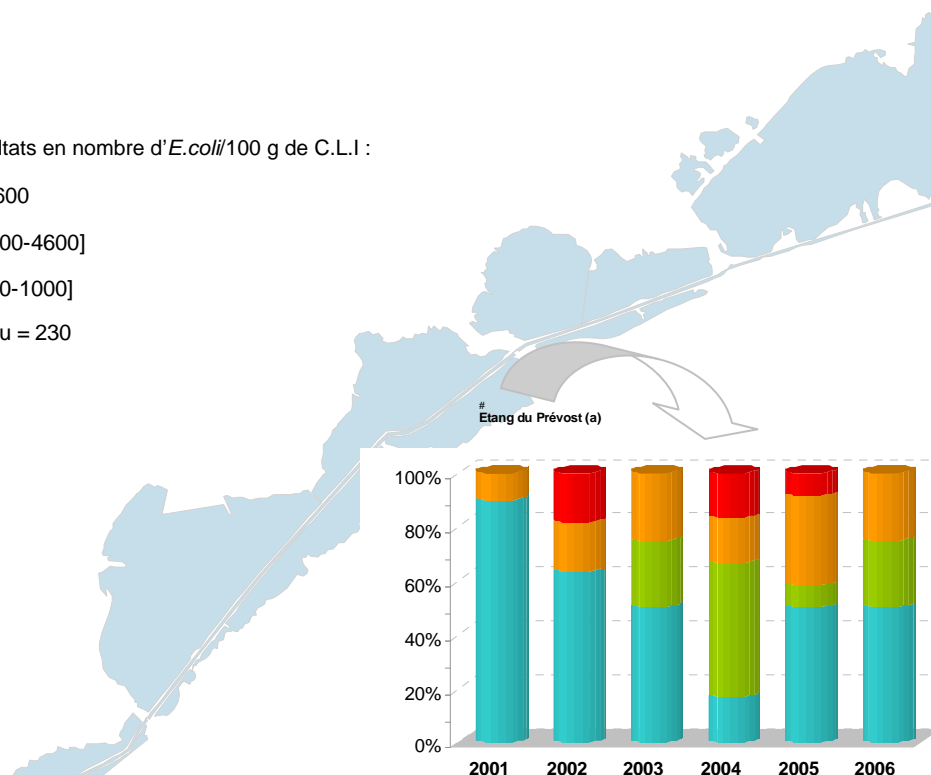 ltats en nombre d'E.coli/100 g de C.L.I :
600
00-4600]
0-1000]
u = 230
#
Etang du Prévost (a)
100%
80%
60%
40%
20%
0%
2001 2002 2003 2004 2005 2006